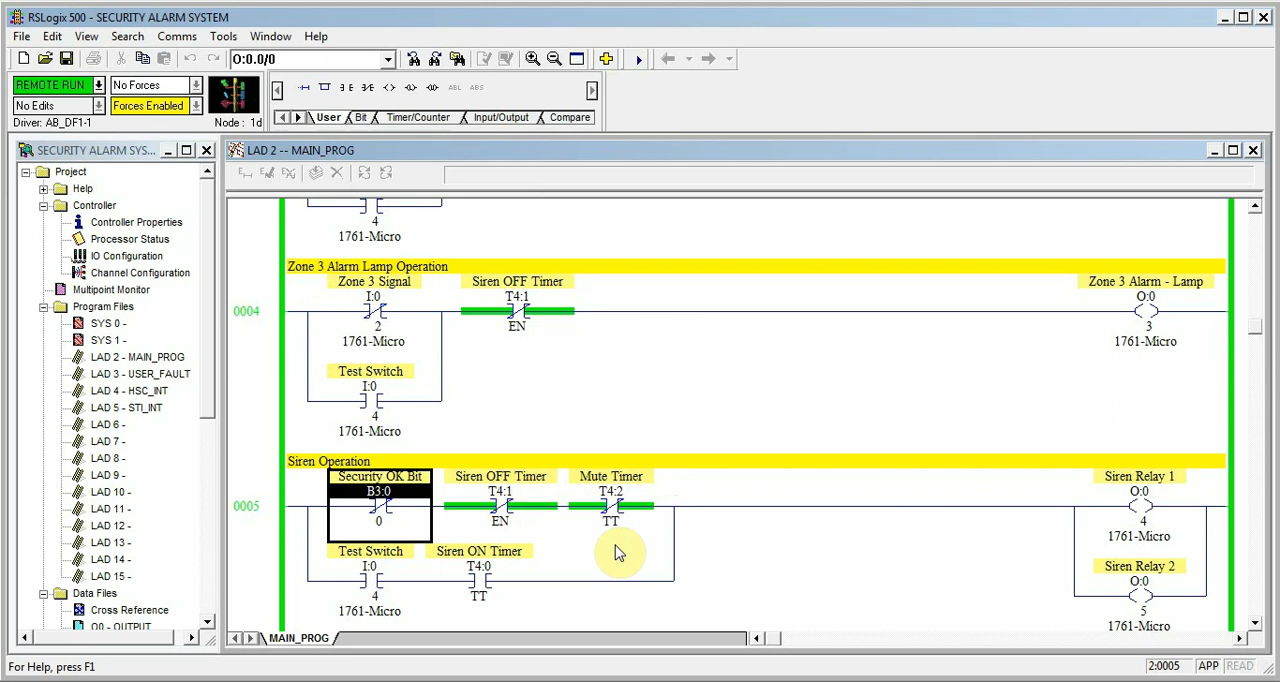 RSLogix 500 - SECURITY ALARM SYSTEM
File Edit View Search Comms Tools Window Help
O:0.0/0
REMOTE RUN No Forces
No Edits Forces Enabled
Driver: AB_DF1-1 Node : 1d
ABL ABS
User Bit Timer/Counter Input/Output Compare
SECURITY ALARM SYS...
Project
Help
Controller
Controller Properties
Processor Status
IO Configuration
Channel Configuration
Multipoint Monitor
Program Files
SYS 0 -
SYS 1 -
LAD 2 - MAIN_PROG
LAD 3 - USER_FAULT
LAD 4 - HSC_INT
LAD 5 - STI_INT
LAD 6 -
LAD 7 -
LAD 8 -
LAD 9 -
LAD 10 -
LAD 11 -
LAD 12 -
LAD 13 -
LAD 14 -
LAD 15 -
Data Files
Cross Reference
O0 - OUTPUT
LAD 2 -- MAIN_PROG
4
1761-Micro
Zone 3 Alarm Lamp Operation
Zone 3 Signal Siren OFF Timer Zone 3 Alarm - Lamp
I:0 T4:1 O:0
0004
2 EN 3
1761-Micro 1761-Micro
Test Switch
I:0
4
1761-Micro
Siren Operation
Security OK Bit Siren OFF Timer Mute Timer Siren Relay 1
B3:0 T4:1 T4:2 O:0
0005
0 EN TT 4
1761-Micro
Test Switch Siren ON Timer Siren Relay 2
I:0 T4:0 O:0
4 TT 5
1761-Micro 1761-Micro
MAIN_PROG
For Help, press F1 2:0005 APP READ